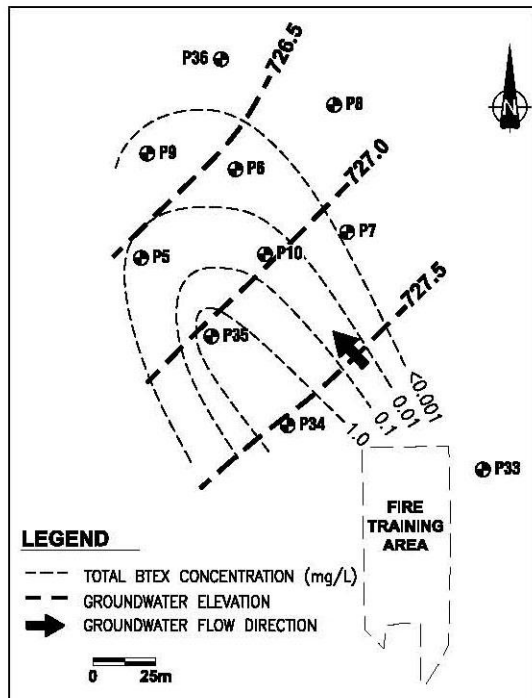 P36
726.5
P8
N
P9
P6
727.0
P7
P5
P10
727.5
P35
<0.001
0.01
0.1
P34
1.0
P33
FIRE
TRAINING
AREA
LEGEND
TOTAL BTEX CONCENTRATION (mg/L)
GROUNDWATER ELEVATION
GROUNDWATER FLOW DIRECTION
0 25m